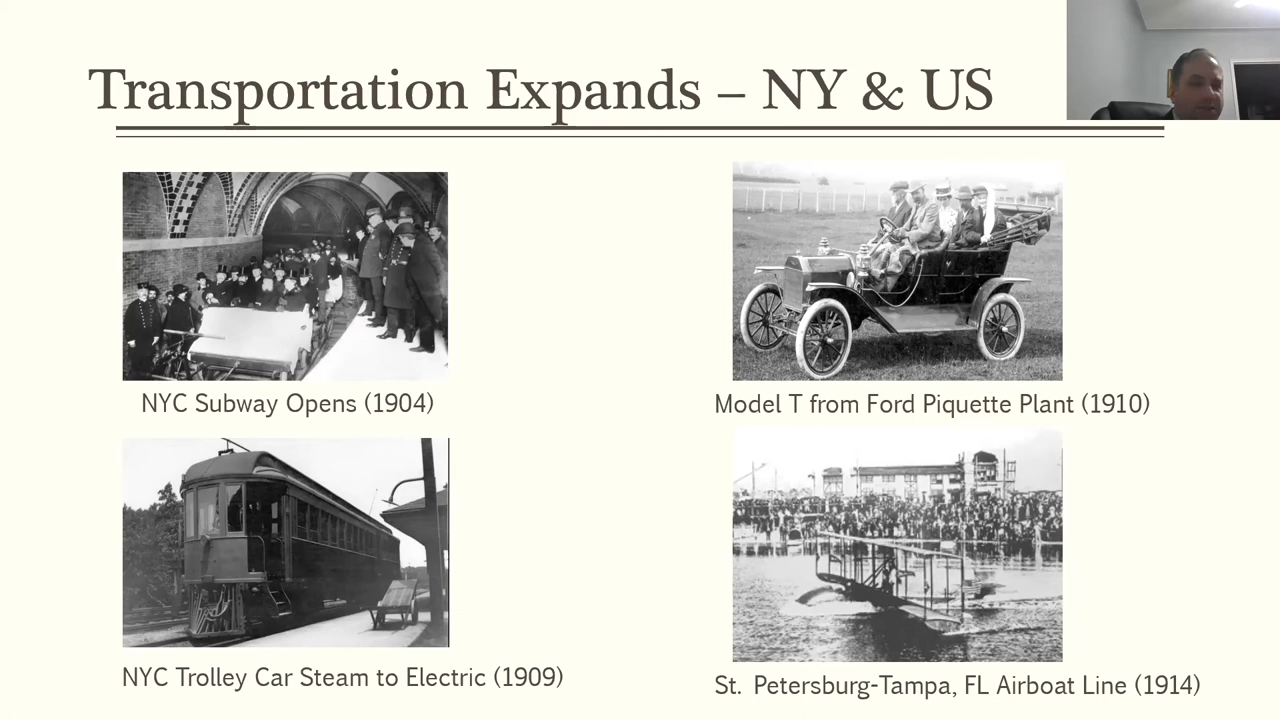 Transportation Expands – NY & US
NYC Subway Opens (1904)
Model T from Ford Piquette Plant (1910)
NYC Trolley Car Steam to Electric (1909)
St. Petersburg-Tampa, FL Airboat Line (1914)